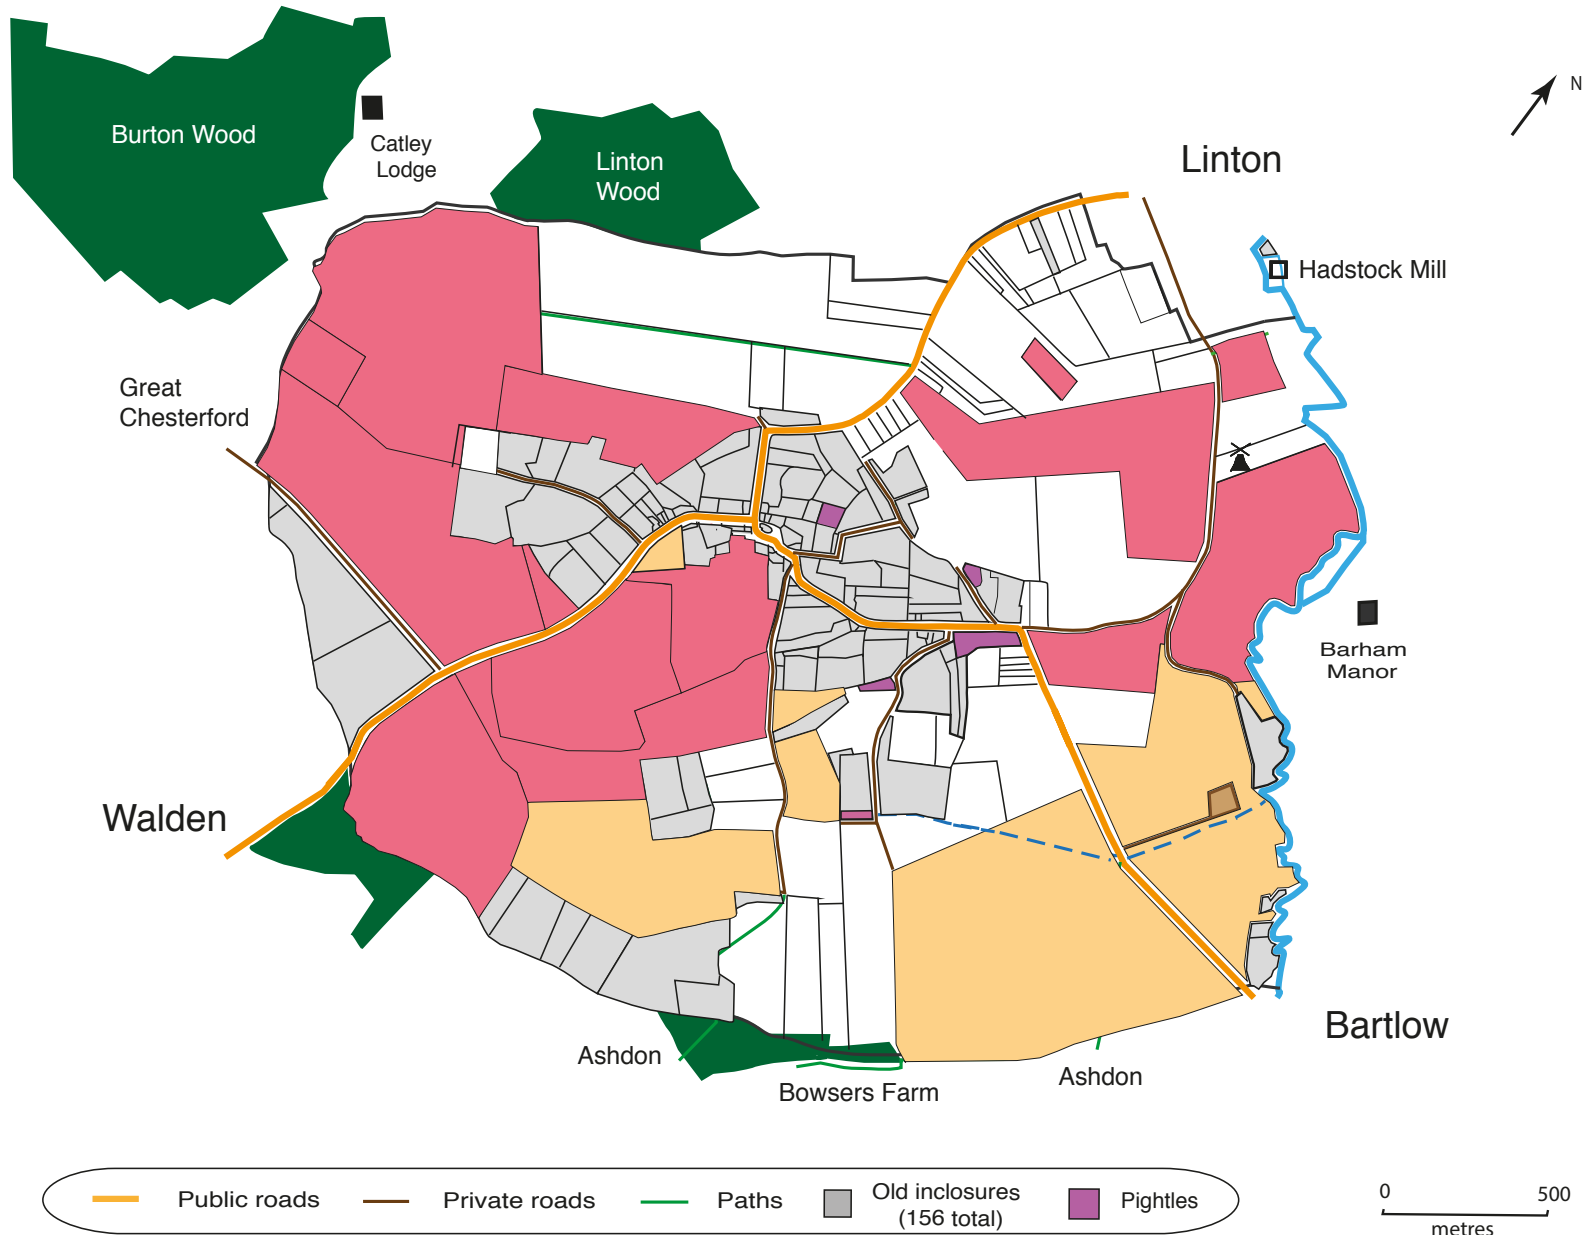 N
Burton Wood
Catley
Lodge
Linton
Wood
Linton
Hadstock Mill
Great
Chesterford
Barham
Manor
Walden
Bartlow
Ashdon
Bowsers Farm
Ashdon
Public roads
Private roads
Paths
Old inclosures
(156 total)
Pightles
0
500
metres